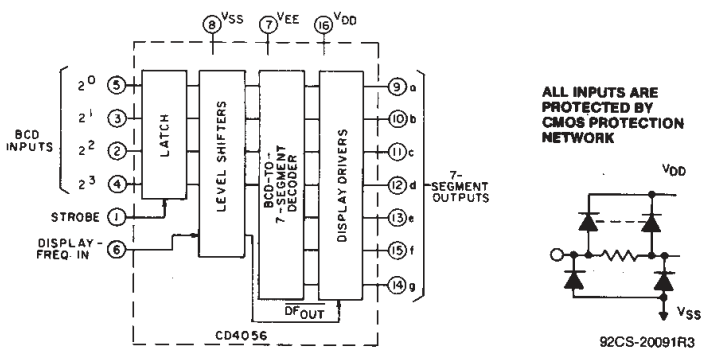 8 VSS
7 VEE
16 VDD
BCD INPUTS
2⁰ 5
2¹ 3
2² 2
2³ 4
STROBE 1
DISPLAY-
FREQ. IN 6
LATCH
LEVEL SHIFTERS
BCD-TO-
7-SEGMENT
DECODER
DISPLAY DRIVERS
DFOUT
CD4056
9 a
10 b
11 c
12 d
13 e
15 f
14 g
7-
SEGMENT
OUTPUTS
ALL INPUTS ARE
PROTECTED BY
CMOS PROTECTION
NETWORK
VDD
VSS
92CS-20091R3